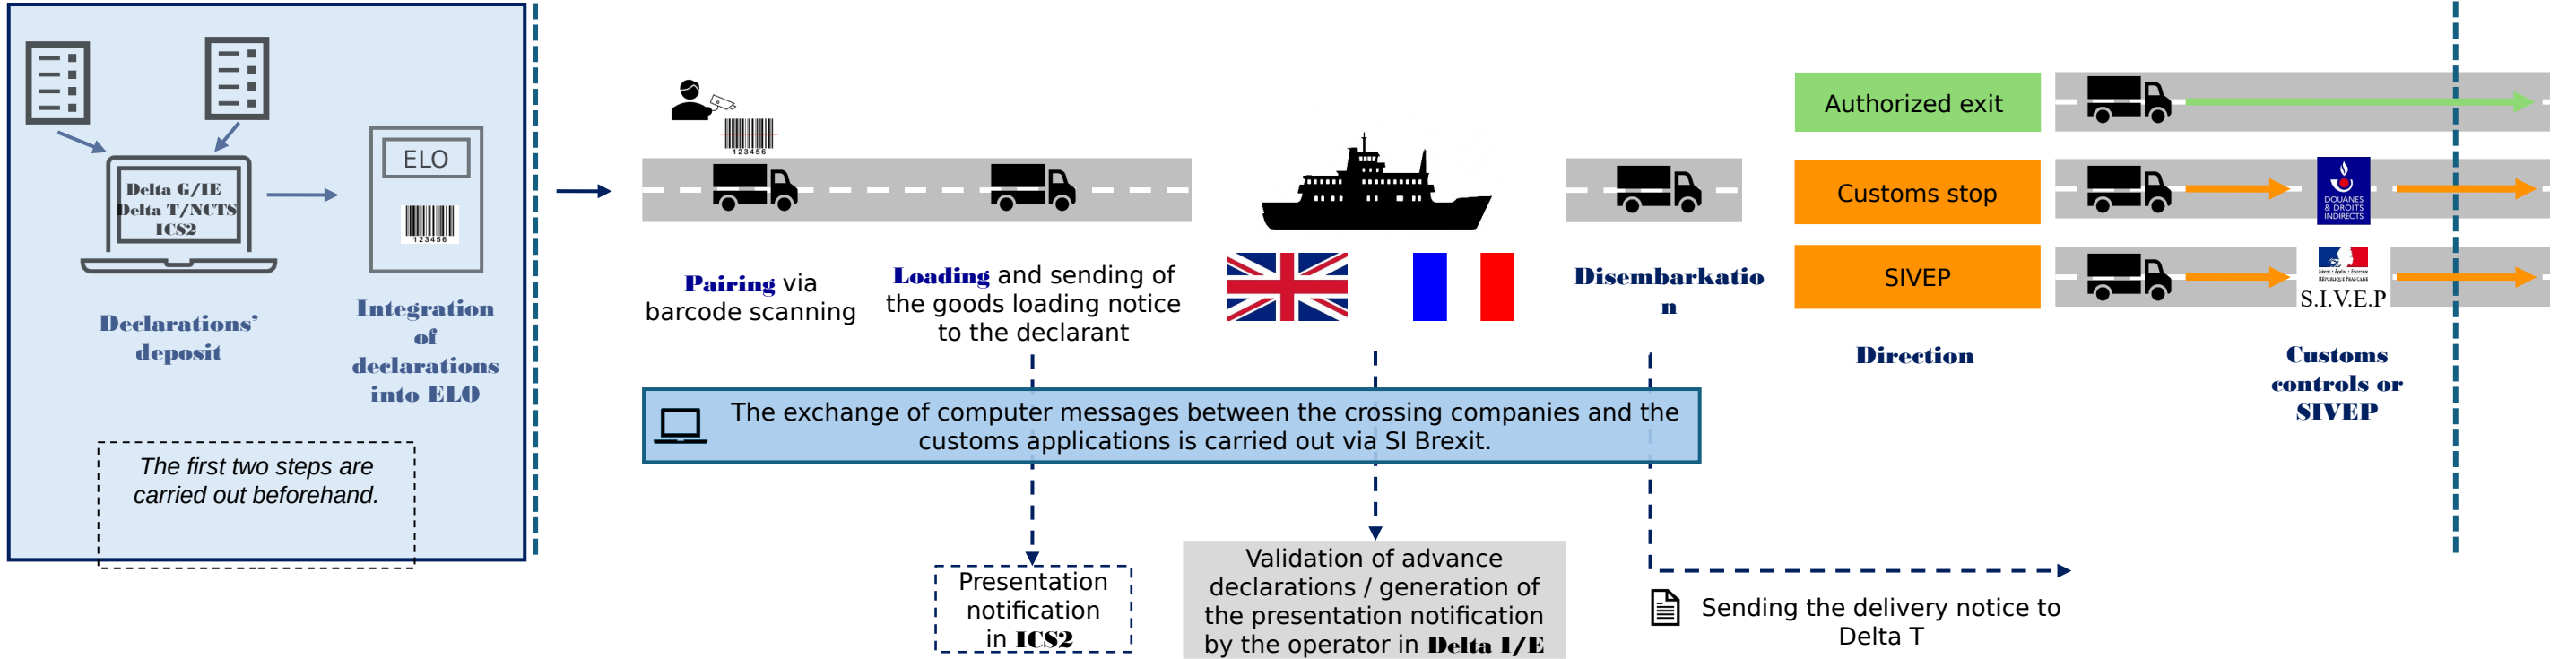 Delta G/IE
Delta T/NCTS
ICS2
Declarations’
deposit
ELO
123456
Integration
of
declarations
into ELO
The first two steps are
carried out beforehand.
123456
Pairing via
barcode scanning
Loading and sending of
the goods loading notice
to the declarant
Disembarkatio
n
Authorized exit
Customs stop
SIVEP
Direction
DOUANES
& DROITS
INDIRECTS
RÉPUBLIQUE FRANÇAISE
S.I.V.E.P
Customs
controls or
SIVEP
The exchange of computer messages between the crossing companies and the
customs applications is carried out via SI Brexit.
Presentation
notification
in ICS2
Validation of advance
declarations / generation of
the presentation notification
by the operator in Delta I/E
Sending the delivery notice to
Delta T